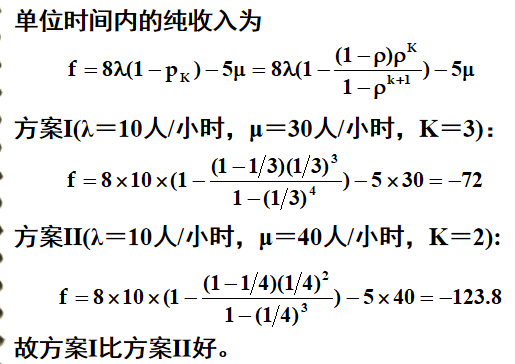 单位时间内的纯收入为
f = 8λ(1 − p_K) − 5μ = 8λ(1 − \frac{(1 − ρ)ρ^K}{1 − ρ^{k+1}}) − 5μ
方案I(λ=10人/小时，μ=30人/小时，K=3)：
f = 8 × 10 × (1 − \frac{(1 − 1/3)(1/3)^3}{1 − (1/3)^4}) − 5 × 30 = −72
方案II(λ=10人/小时，μ=40人/小时，K=2):
f = 8 × 10 × (1 − \frac{(1 − 1/4)(1/4)^2}{1 − (1/4)^3}) − 5 × 40 = −123.8
故方案I比方案II好。